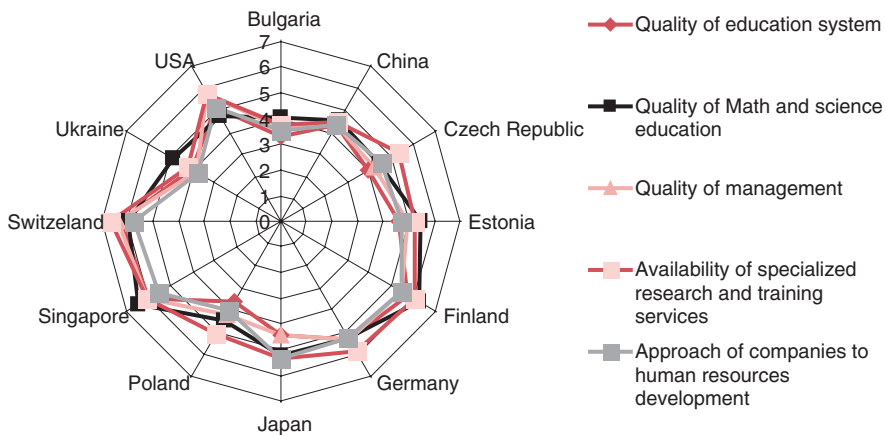 Bulgaria
7
6
5
4
3
2
1
0
China
Czech Republic
Estonia
Finland
Germany
Japan
Poland
Singapore
Switzeland
Ukraine
USA
Quality of education system
Quality of Math and science
education
Quality of management
Availability of specialized
research and training
services
Approach of companies to
human resources
development